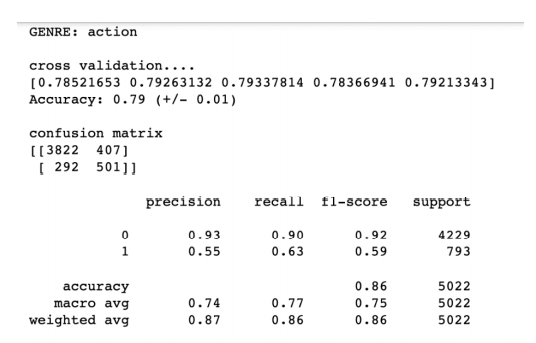 GENRE: action
cross validation....
[0.78521653 0.79263132 0.79337814 0.78366941 0.79213343]
Accuracy: 0.79 (+/- 0.01)
confusion matrix
[[3822 407]
[ 292 501]]
precision recall f1-score support
0 0.93 0.90 0.92 4229
1 0.55 0.63 0.59 793
accuracy 0.86 5022
macro avg 0.74 0.77 0.75 5022
weighted avg 0.87 0.86 0.86 5022